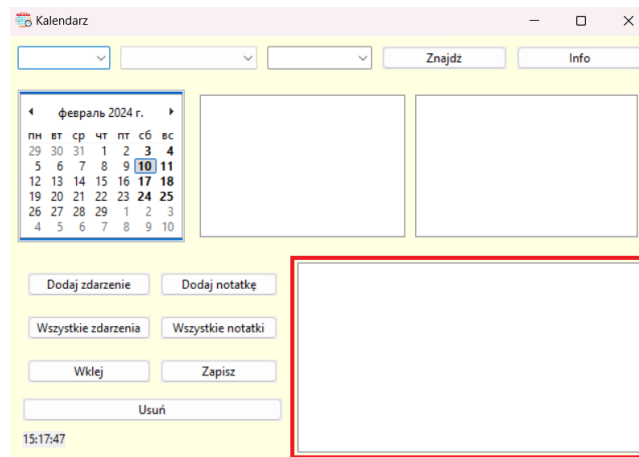 Kalendarz
Znajdż Info
февраль 2024 г.
пн вт ср чт пт сб вс
29 30 31 1 2 3 4
5 6 7 8 9 10 11
12 13 14 15 16 17 18
19 20 21 22 23 24 25
26 27 28 29 1 2 3
4 5 6 7 8 9 10
Dodaj zdarzenie Dodaj notatkę
Wszystkie zdarzenia Wszystkie notatki
Wklej Zapisz
Usuń
15:17:47